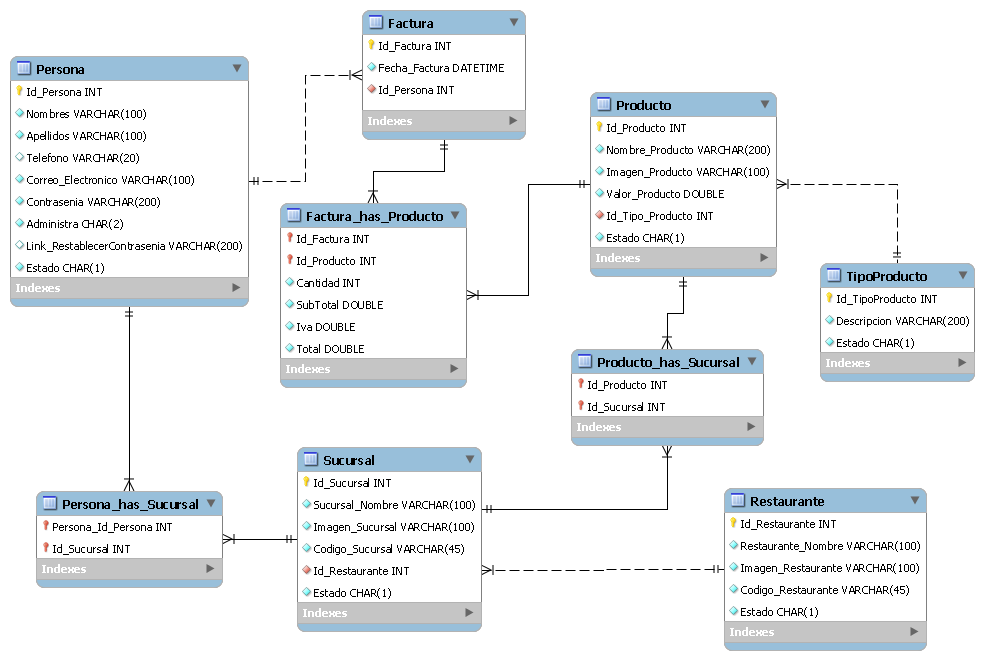 Factura
Id_Factura INT
Fecha_Factura DATETIME
Id_Persona INT
Indexes
Persona
Id_Persona INT
Nombres VARCHAR(100)
Apellidos VARCHAR(100)
Telefono VARCHAR(20)
Correo_Electronico VARCHAR(100)
Contrasenia VARCHAR(200)
Administra CHAR(2)
Link_RestablecerContrasenia VARCHAR(200)
Estado CHAR(1)
Indexes
Producto
Id_Producto INT
Nombre_Producto VARCHAR(200)
Imagen_Producto VARCHAR(100)
Valor_Producto DOUBLE
Id_Tipo_Producto INT
Estado CHAR(1)
Indexes
Factura_has_Producto
Id_Factura INT
Id_Producto INT
Cantidad INT
SubTotal DOUBLE
Iva DOUBLE
Total DOUBLE
Indexes
TipoProducto
Id_TipoProducto INT
Descripcion VARCHAR(200)
Estado CHAR(1)
Indexes
Producto_has_Sucursal
Id_Producto INT
Id_Sucursal INT
Indexes
Sucursal
Id_Sucursal INT
Sucursal_Nombre VARCHAR(100)
Imagen_Sucursal VARCHAR(100)
Codigo_Sucursal VARCHAR(45)
Id_Restaurante INT
Estado CHAR(1)
Indexes
Persona_has_Sucursal
Persona_Id_Persona INT
Id_Sucursal INT
Indexes
Restaurante
Id_Restaurante INT
Restaurante_Nombre VARCHAR(100)
Imagen_Restaurante VARCHAR(100)
Codigo_Restaurante VARCHAR(45)
Estado CHAR(1)
Indexes